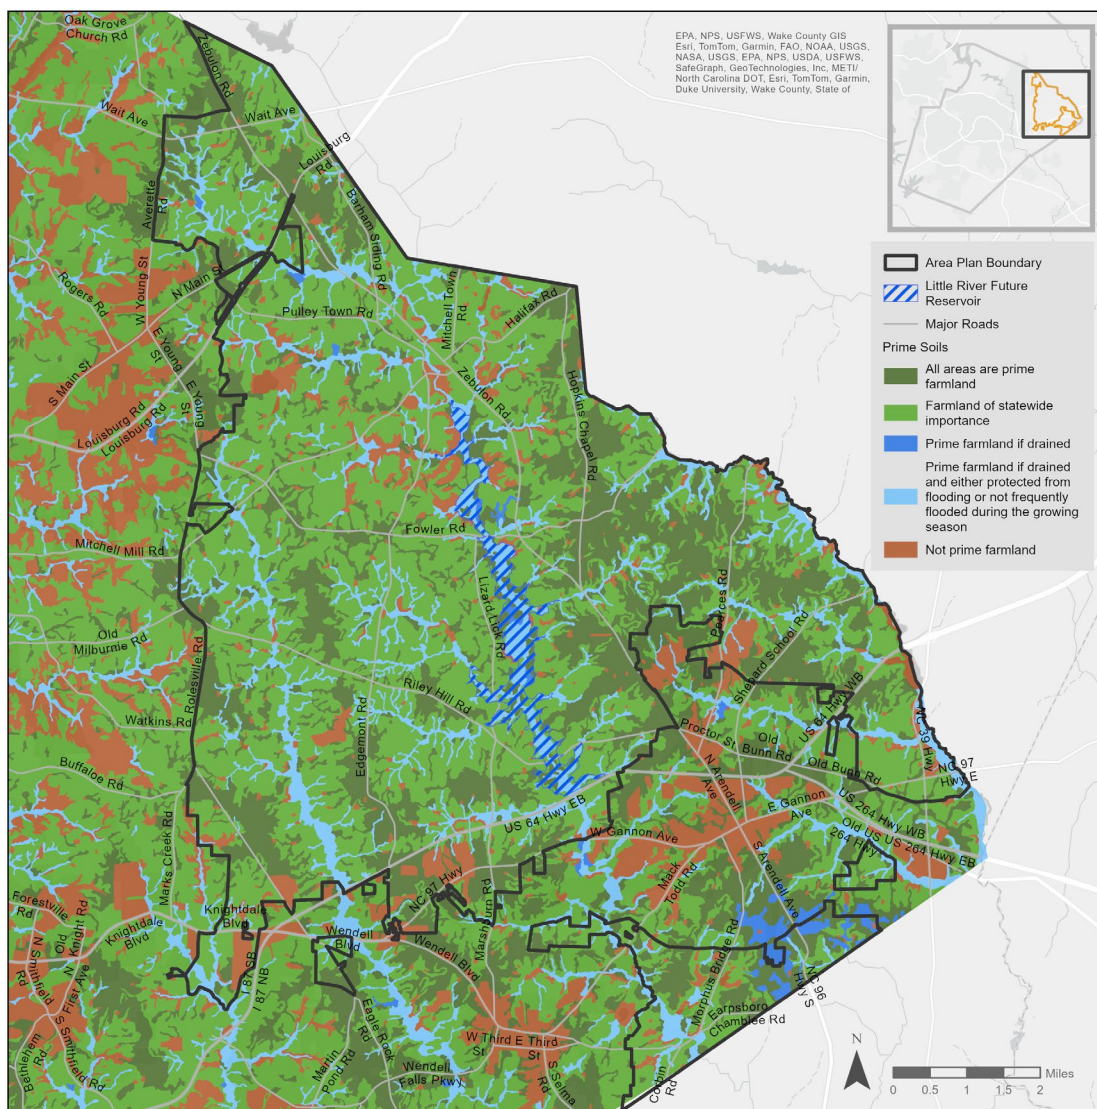 EPA, NPS, USFWS, Wake County GIS
Esri, TomTom, Garmin, FAO, NOAA, USGS,
NASA, USGS, EPA, NPS, USDA, USFWS,
SafeGraph, GeoTechnologies, Inc, METI/
North Carolina DOT, Esri, TomTom, Garmin,
Duke University, Wake County, State of
Area Plan Boundary
Little River Future
Reservoir
Major Roads
Prime Soils
All areas are prime
farmland
Farmland of statewide
importance
Prime farmland if drained
Prime farmland if drained
and either protected from
flooding or not frequently
flooded during the growing
season
Not prime farmland
Oak Grove
Church Rd
Zebulon Rd
Wait Ave
Wait Ave
Louisburg
Rd
Averette
Rd
Barham Siding Rd
N Main St
Rogers Rd
W Young St
Pulley Town Rd
Mitchell Town
Rd
Halifax Rd
E Young
St
E Young
St
S Main St
Zebulon Rd
Hopkins Chapel Rd
Louisburg Rd
Louisburg Rd
Fowler Rd
Mitchell Mill Rd
Lizard Lick Rd
Pearces Rd
Old
Milburnie Rd
Rolesville Rd
Shepard School Rd
Riley Hill Rd
US 64 Hwy WB
Watkins Rd
Edgemont Rd
Proctor St
Old
Bunn Rd
NC 39 Hwy
Buffaloe Rd
N Arendell
Ave
Old Bunn Rd
NC 97
Hwy E
US 64 Hwy EB
E Gannon
Ave
US 264 Hwy WB
W Gannon Ave
Old US
264 Hwy
US 264 Hwy EB
Marks Creek Rd
Mack
Todd Rd
S Arendell Ave
NC 97 Hwy
Marshburn Rd
Forestville
Rd
Knightdale
Blvd
Knightdale
Blvd
Wendell
Blvd
Wendell Blvd
Old
N Knight Rd
N Smithfield
Rd
First Ave
I 87 SB
I 87 NB
Morphus Bridge Rd
NC 96
Hwy S
Eagle Rock
Rd
Earpsboro
Chamblee Rd
S Smithfield Rd
Bethlehem
Rd
Martin
Pond Rd
W Third
St
E Third
St
Wendell
Falls Pkwy
S Selma
Rd
Corbin
Rd
N
0
0.5
1
1.5
2
Miles